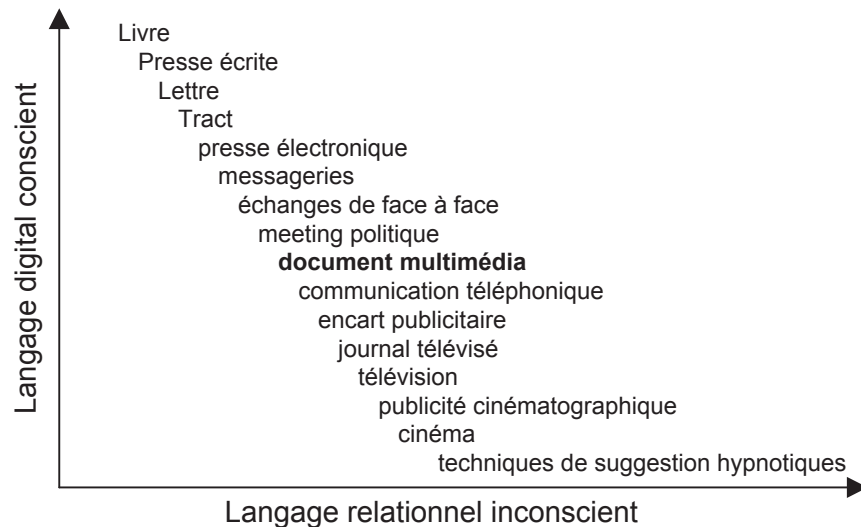 Livre
Presse écrite
Lettre
Tract
presse électronique
messageries
échanges de face à face
meeting politique
document multimédia
communication téléphonique
encart publicitaire
journal télévisé
télévision
publicité cinématographique
cinéma
techniques de suggestion hypnotiques
Langage digital conscient
Langage relationnel inconscient